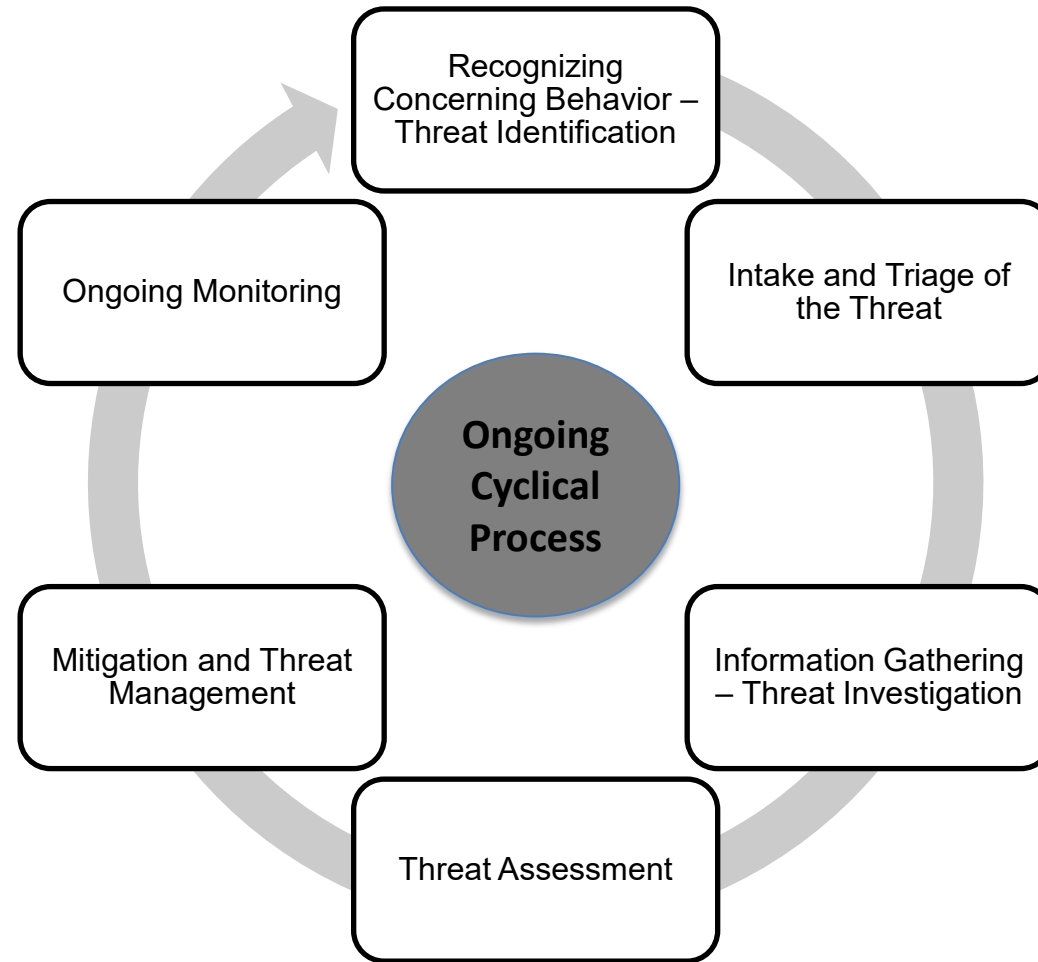 Recognizing
Concerning Behavior –
Threat Identification
Intake and Triage of
the Threat
Information Gathering
– Threat Investigation
Threat Assessment
Mitigation and Threat
Management
Ongoing Monitoring
Ongoing
Cyclical
Process